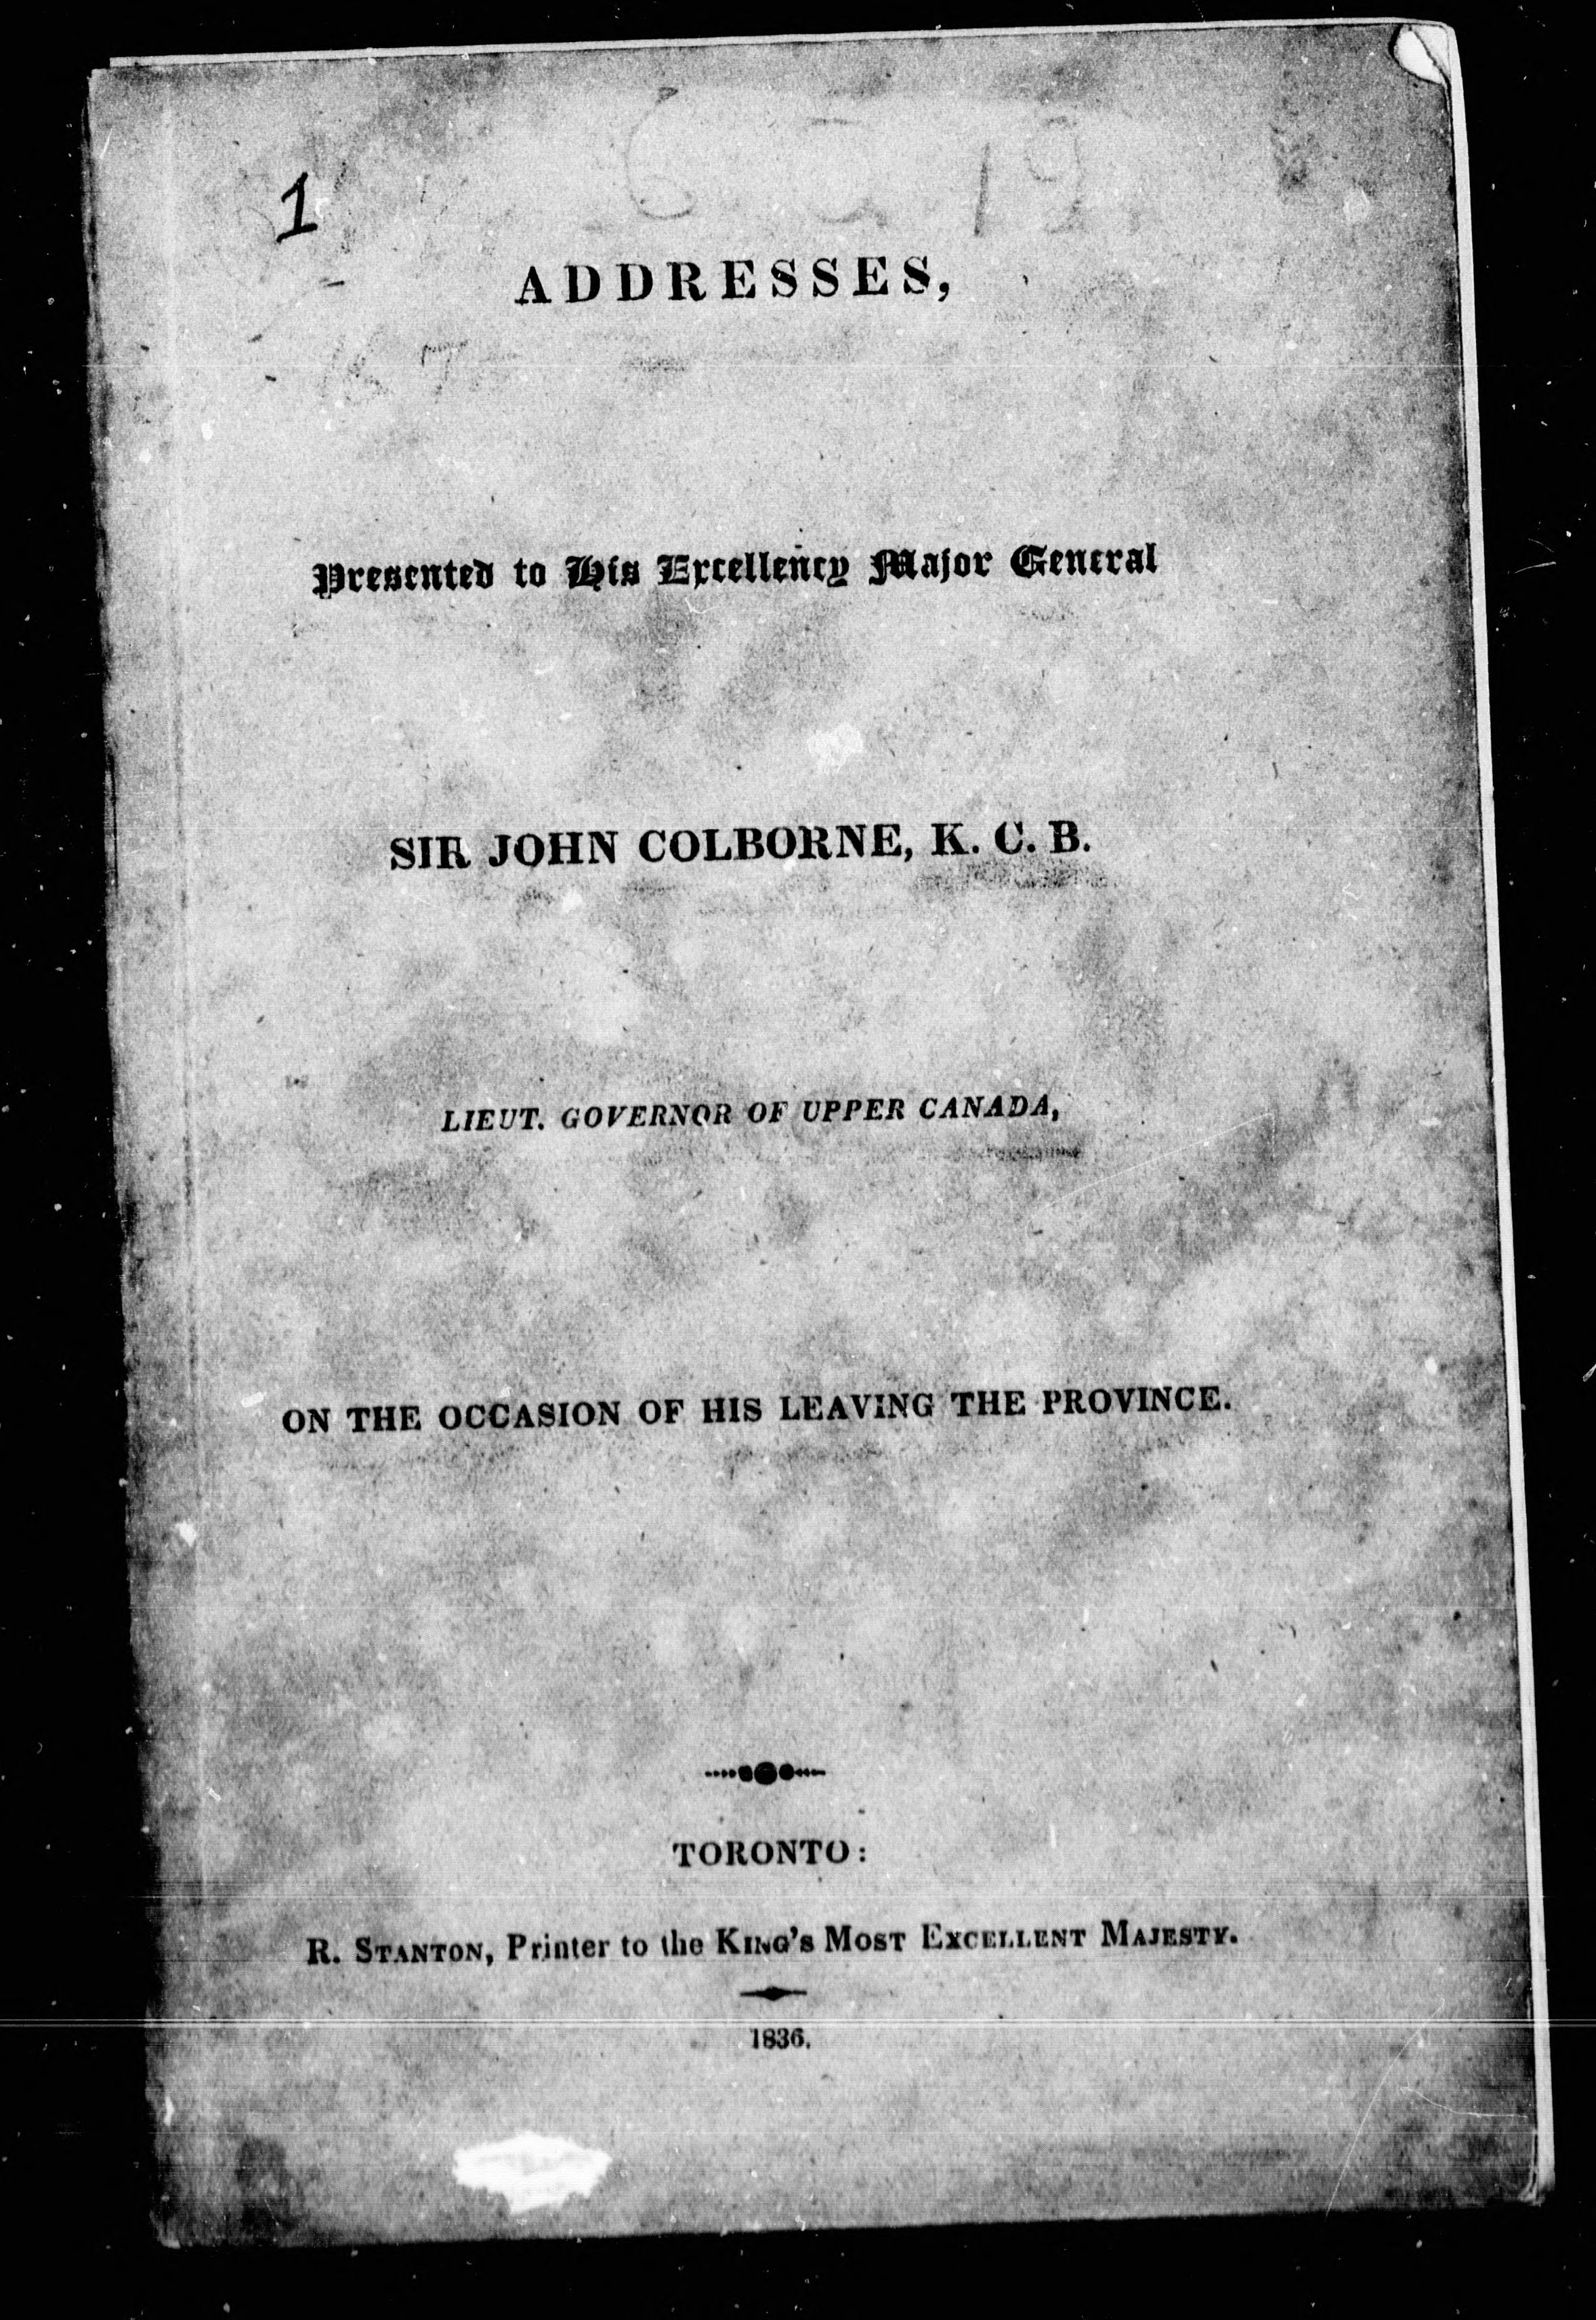 1
ADDRESSES,
Presented to His Excellency Major General
SIR JOHN COLBORNE, K. C. B.
LIEUT. GOVERNOR OF UPPER CANADA,
ON THE OCCASION OF HIS LEAVING THE PROVINCE.
TORONTO:
R. STANTON, Printer to the KING'S MOST EXCELLENT MAJESTY.
1836.